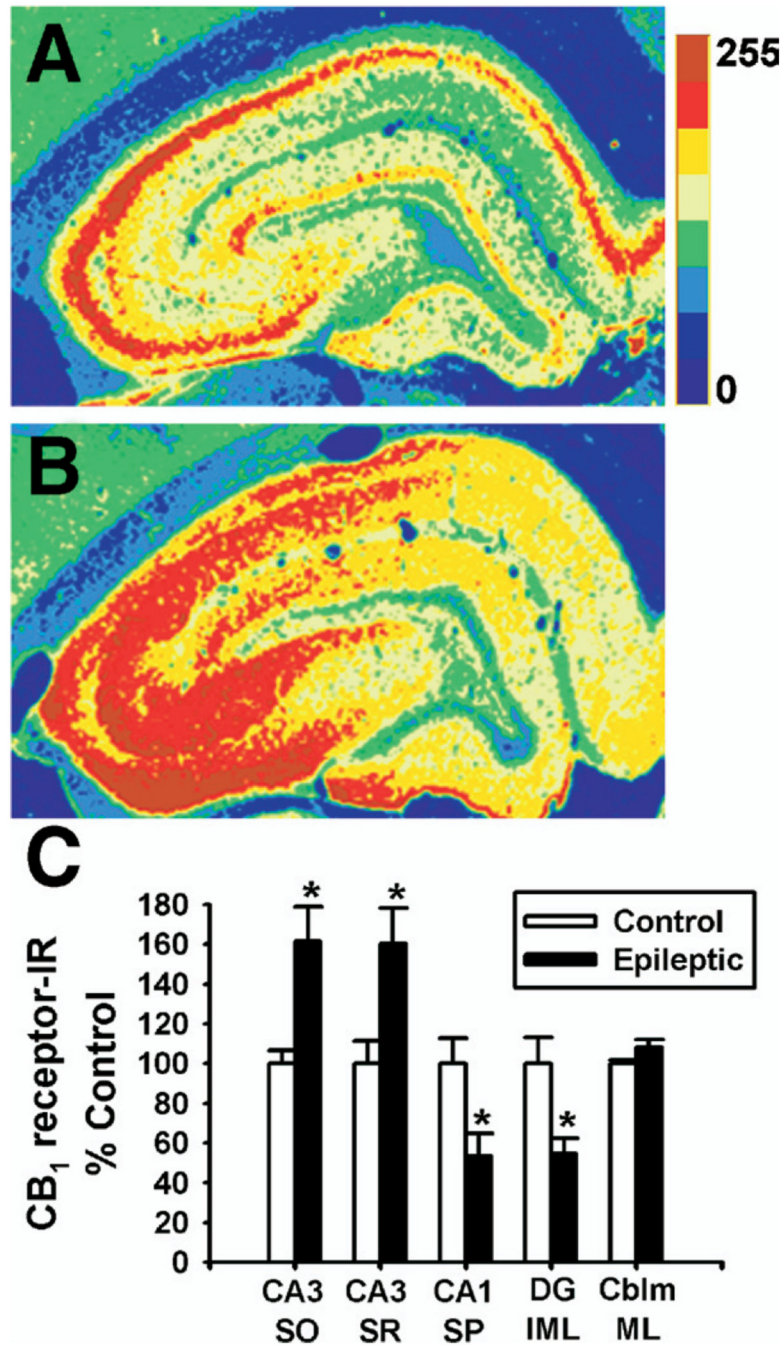 A
255
0
B
C
CB₁ receptor-IR
% Control
180
160
140
120
100
80
60
40
20
0
* * * *
Control
Epileptic
CA3 CA3 CA1 DG Cblm
SO SR SP IML ML